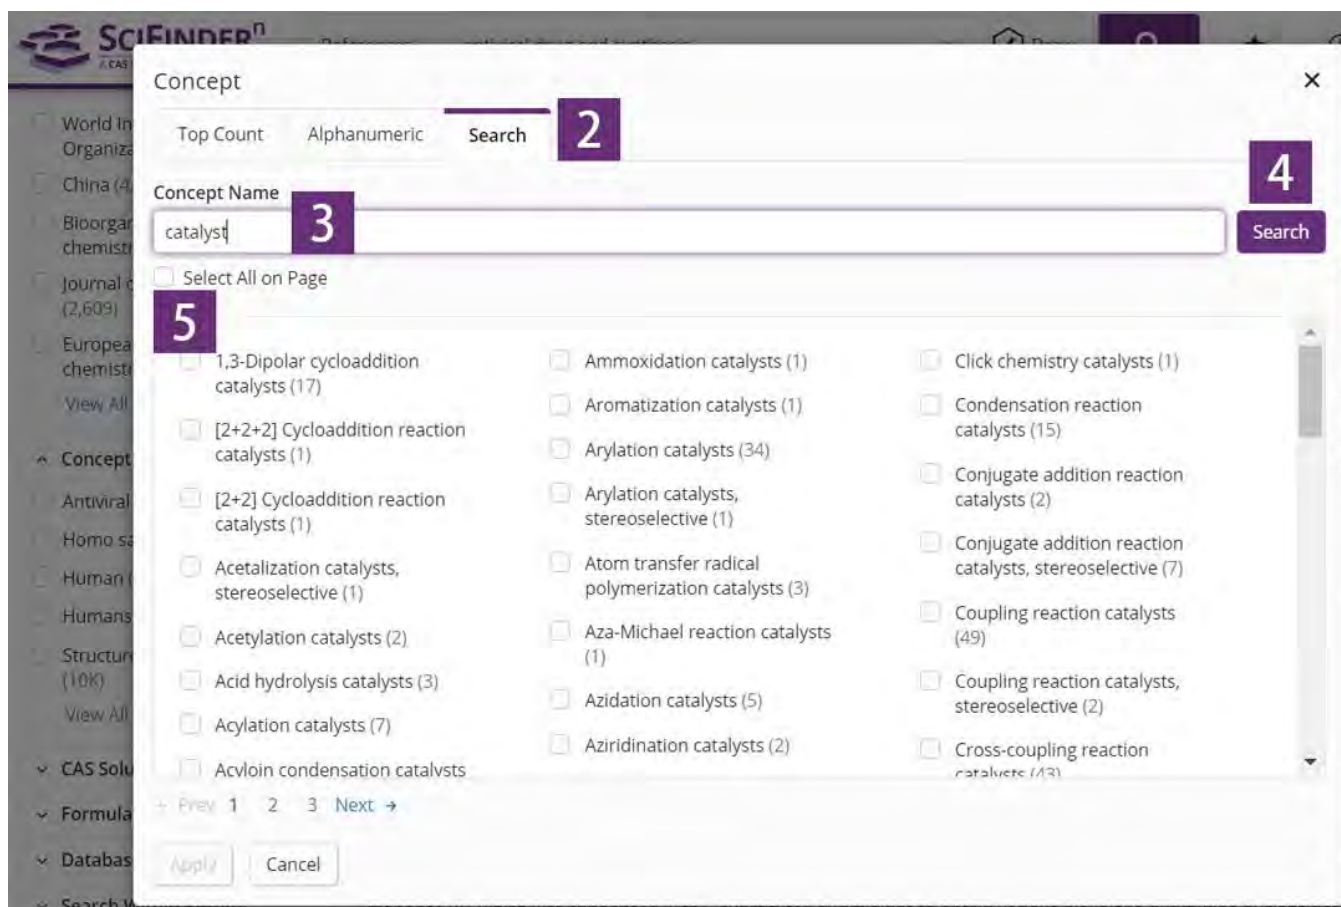 SCIFINDERⁿ
A CAS
Concept
×
Top Count
Alphanumeric
Search
2
4
Concept Name
catalyst
3
Search
Select All on Page
5
1,3-Dipolar cycloaddition
catalysts (17)
[2+2+2] Cycloaddition reaction
catalysts (1)
[2+2] Cycloaddition reaction
catalysts (1)
Acetalization catalysts,
stereoselective (1)
Acetylation catalysts (2)
Acid hydrolysis catalysts (3)
Acylation catalysts (7)
Acyloin condensation catalysts
Ammoxidation catalysts (1)
Aromatization catalysts (1)
Arylation catalysts (34)
Arylation catalysts,
stereoselective (1)
Atom transfer radical
polymerization catalysts (3)
Aza-Michael reaction catalysts
(1)
Azidation catalysts (5)
Aziridination catalysts (2)
Click chemistry catalysts (1)
Condensation reaction
catalysts (15)
Conjugate addition reaction
catalysts (2)
Conjugate addition reaction
catalysts, stereoselective (7)
Coupling reaction catalysts
(49)
Coupling reaction catalysts,
stereoselective (2)
Cross-coupling reaction
catalysts (43)
← Prev 1 2 3 Next →
Apply
Cancel
World In
Organiza
China (4,
Bioorgan
chemistr
Journal o
(2,609)
Europea
chemistr
View All
Concept
Antiviral
Homo sa
Human (
Humans
Structure
(10K)
View All
CAS Solu
Formula
Databas
Search W